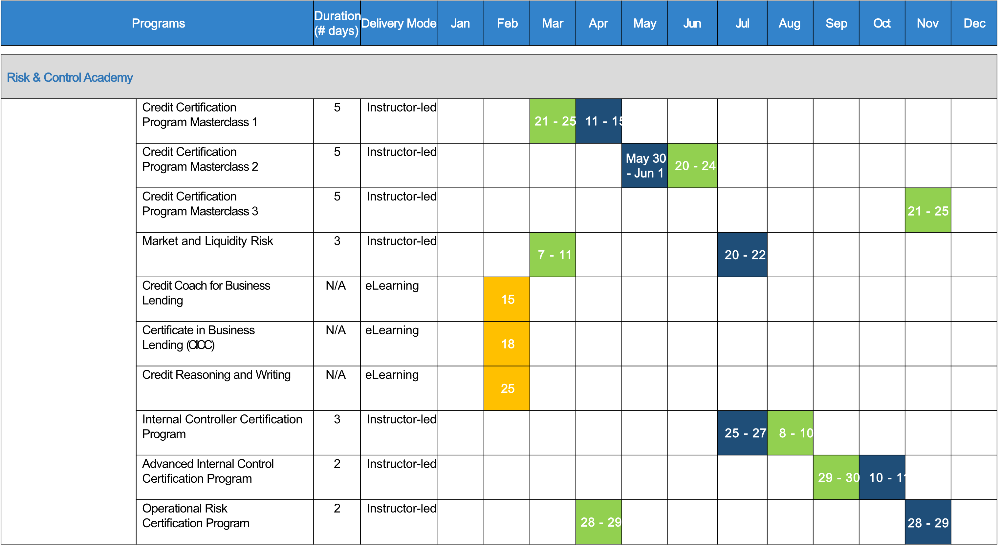 Programs Duration (# days) Delivery Mode Jan Feb Mar Apr May Jun Jul Aug Sep Oct Nov Dec
Risk & Control Academy
Credit Certification
Program Masterclass 1 5 Instructor-led 21 - 25 11 - 15
Credit Certification
Program Masterclass 2 5 Instructor-led May 30
- Jun 1 20 - 24
Credit Certification
Program Masterclass 3 5 Instructor-led 21 - 25
Market and Liquidity Risk 3 Instructor-led 7 - 11 20 - 22
Credit Coach for Business
Lending N/A eLearning 15
Certificate in Business
Lending (CICC) N/A eLearning 18
Credit Reasoning and Writing N/A eLearning 25
Internal Controller Certification
Program 3 Instructor-led 25 - 27 8 - 10
Advanced Internal Control
Certification Program 2 Instructor-led 29 - 30 10 - 11
Operational Risk
Certification Program 2 Instructor-led 28 - 29 28 - 29